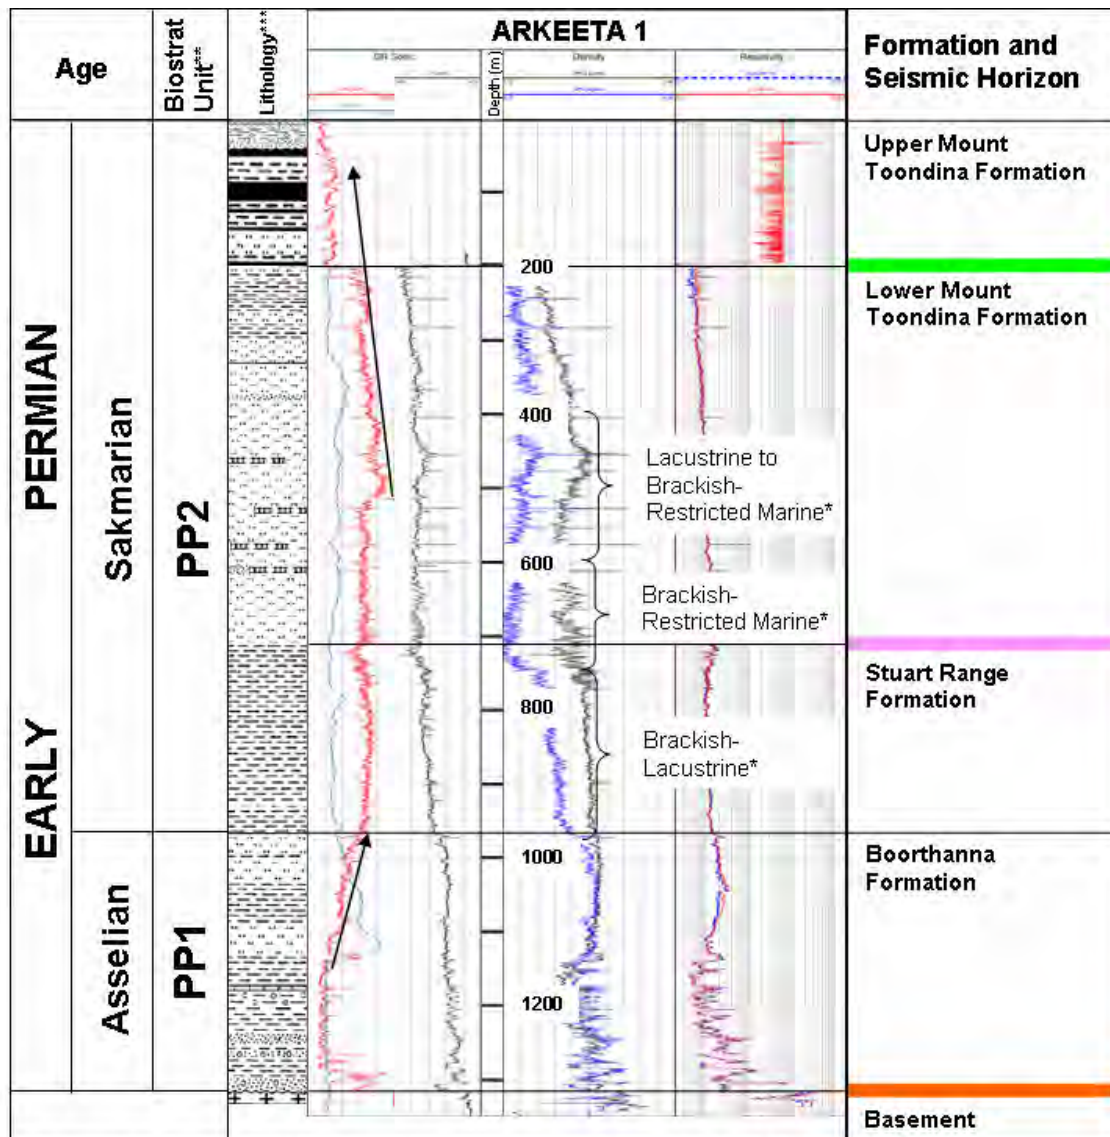 ARKEETA 1
Age
Biostrat
Unit**
Lithology***
Depth (m)
Density
Resistivity
Formation and
Seismic Horizon
EARLY PERMIAN
Sakmarian
Asselian
PP2
PP1
200
400
600
800
1000
1200
Lacustrine to
Brackish-
Restricted Marine*
Brackish-
Restricted Marine*
Brackish-
Lacustrine*
Upper Mount
Toondina Formation
Lower Mount
Toondina Formation
Stuart Range
Formation
Boorthanna
Formation
Basement